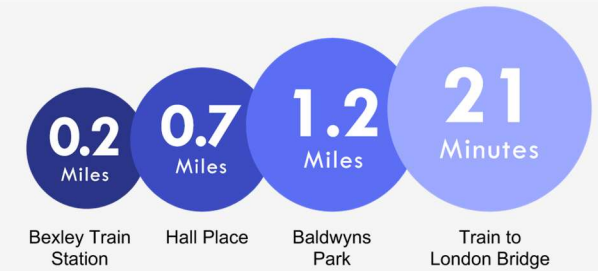 0.2
Miles
0.7
Miles
1.2
Miles
21
Minutes
Bexley Train
Station
Hall Place
Baldwyns
Park
Train to
London Bridge